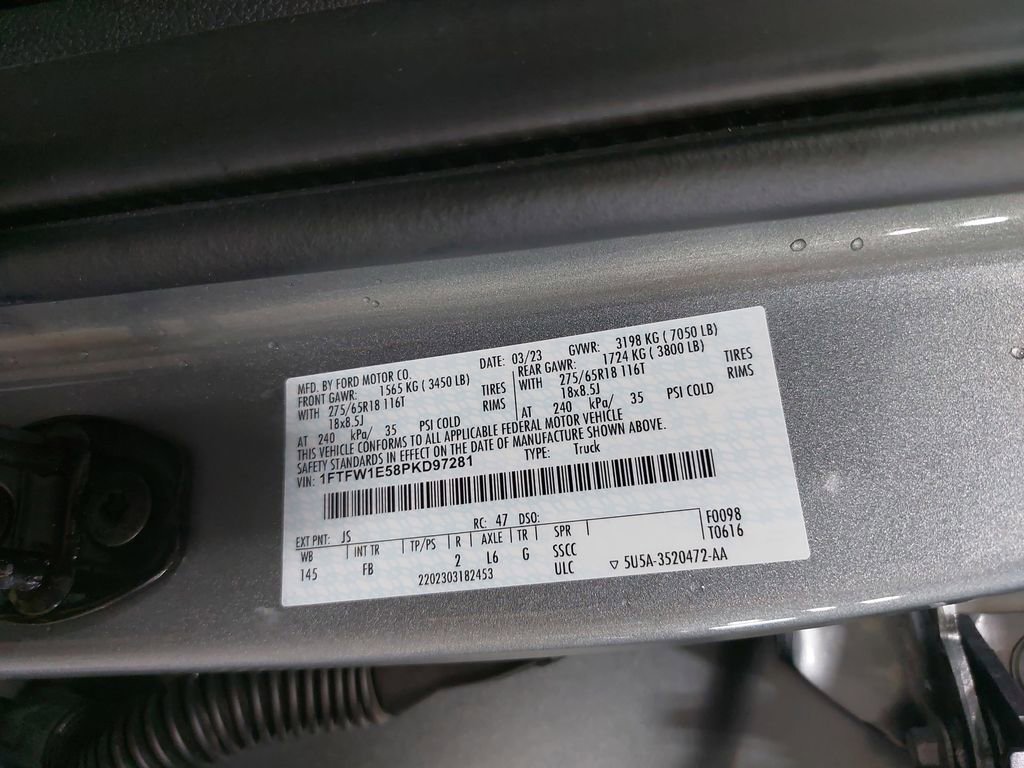 MFD. BY FORD MOTOR CO. DATE: 03/23 GVWR: 3198 KG ( 7050 LB)
FRONT GAWR: 1565 KG ( 3450 LB) REAR GAWR: 1724 KG ( 3800 LB)
WITH 275/65R18 116T TIRES WITH 275/65R18 116T TIRES
18x8.5J RIMS 18x8.5J RIMS
AT 240 kPa/ 35 PSI COLD AT 240 kPa/ 35 PSI COLD
THIS VEHICLE CONFORMS TO ALL APPLICABLE FEDERAL MOTOR VEHICLE
SAFETY STANDARDS IN EFFECT ON THE DATE OF MANUFACTURE SHOWN ABOVE.
VIN: 1FTFW1E58PKD97281 TYPE: Truck
EXT PNT: JS RC: 47 DSO: F0098
WB INT TR TP/PS R AXLE TR SPR T0616
145 FB 2 L6 G SSCC
2202303182453 ULC ▽ 5U5A-3520472-AA